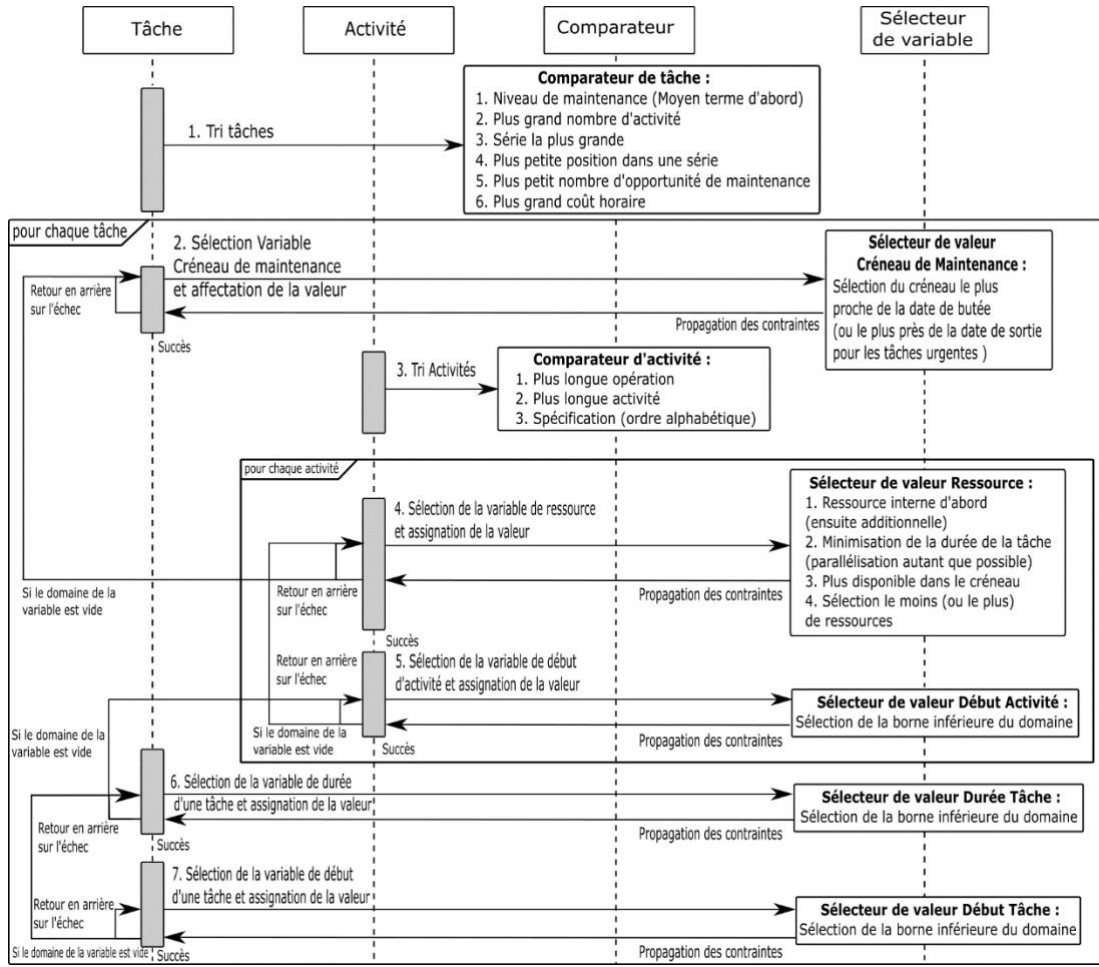 Tâche
Activité
Comparateur
Sélecteur
de variable
Comparateur de tâche :
1. Niveau de maintenance (Moyen terme d'abord)
2. Plus grand nombre d'activité
3. Série la plus grande
4. Plus petite position dans une série
5. Plus petit nombre d'opportunité de maintenance
6. Plus grand coût horaire
1. Tri tâches
pour chaque tâche
2. Sélection Variable
Créneau de maintenance
et affectation de la valeur
Retour en arrière
sur l'échec
Sélecteur de valeur
Créneau de Maintenance :
Sélection du créneau le plus
proche de la date de butée
(ou le plus près de la date de sortie
pour les tâches urgentes )
Propagation des contraintes
Succès
3. Tri Activités
Comparateur d'activité :
1. Plus longue opération
2. Plus longue activité
3. Spécification (ordre alphabétique)
pour chaque activité
4. Sélection de la variable de ressource
et assignation de la valeur
Sélecteur de valeur Ressource :
1. Ressource interne d'abord
(ensuite additionnelle)
2. Minimisation de la durée de la tâche
(parallélisation autant que possible)
3. Plus disponible dans le créneau
4. Sélection le moins (ou le plus)
de ressources
Si le domaine de la
variable est vide
Retour en arrière
sur l'échec
Propagation des contraintes
Succès
Retour en arrière
sur l'échec
5. Sélection de la variable de début
d'activité et assignation de la valeur
Sélecteur de valeur Début Activité :
Sélection de la borne inférieure du domaine
Si le domaine de la
variable est vide
Si le domaine de la
variable est vide
Propagation des contraintes
Succès
6. Sélection de la variable de durée
d'une tâche et assignation de la valeur
Sélecteur de valeur Durée Tâche :
Sélection de la borne inférieure du domaine
Retour en arrière
sur l'échec
Propagation des contraintes
Succès
7. Sélection de la variable de début
d'une tâche et assignation de la valeur
Retour en arrière
sur l'échec
Sélecteur de valeur Début Tâche :
Sélection de la borne inférieure du domaine
Si le domaine de la variable est vide
Succès
Propagation des contraintes